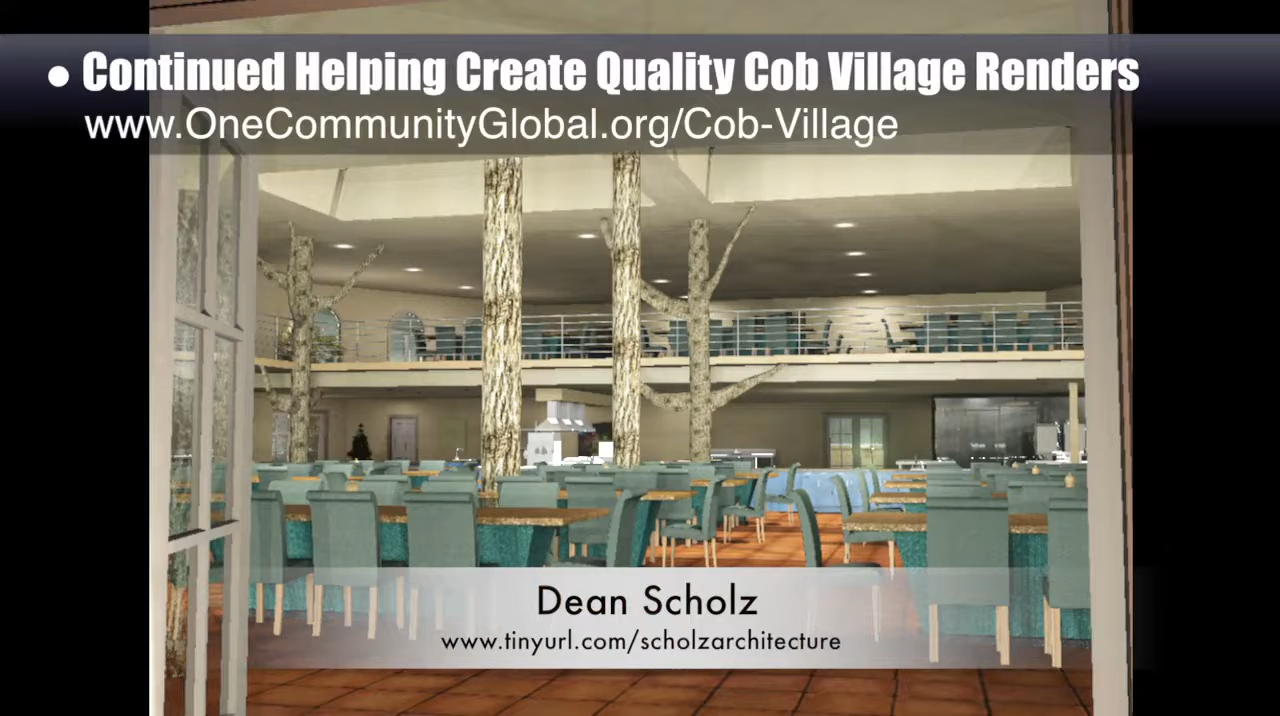 • Continued Helping Create Quality Cob Village Renders
www.OneCommunityGlobal.org/Cob-Village
Dean Scholz
www.tinyurl.com/scholzarchitecture